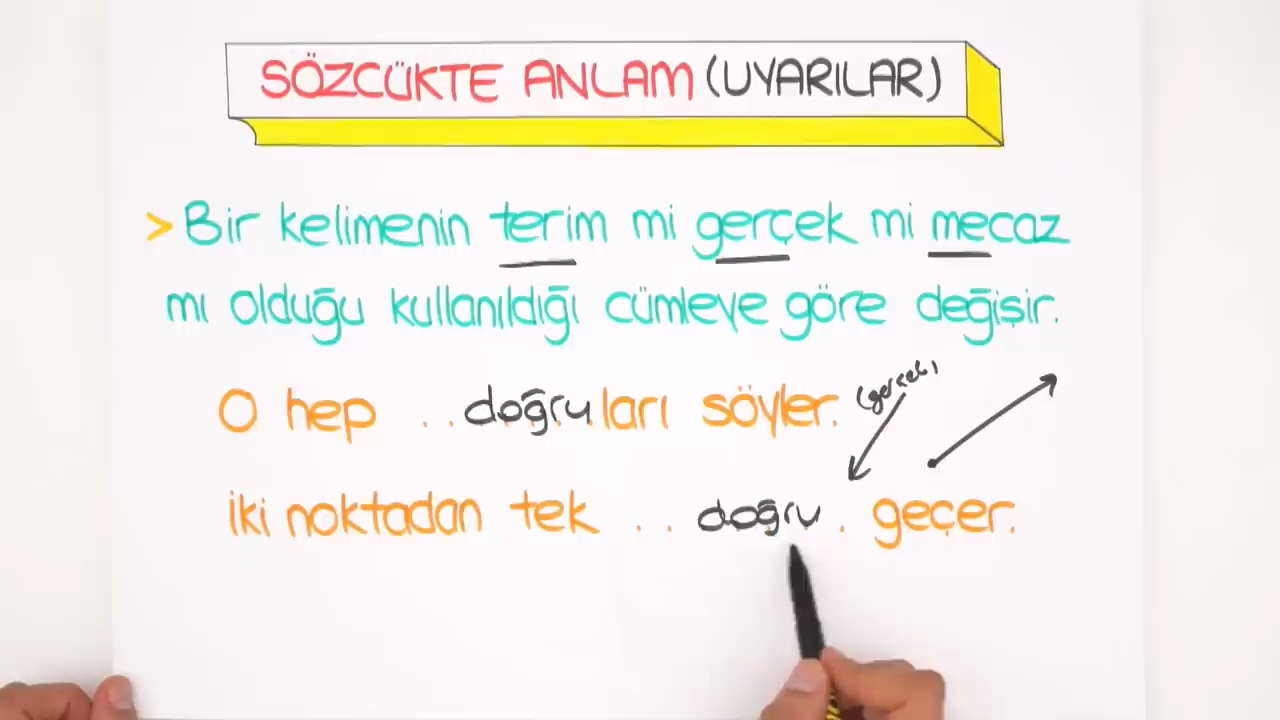 SÖZCÜKTE ANLAM (UYARILAR)
> Bir kelimenin terim mi gerçek mi mecaz
mı olduğu kullanıldığı cümleye göre değişir.
O hep ..doğruları söyler. (gerçek)
İki noktadan tek ..doğru. geçer.